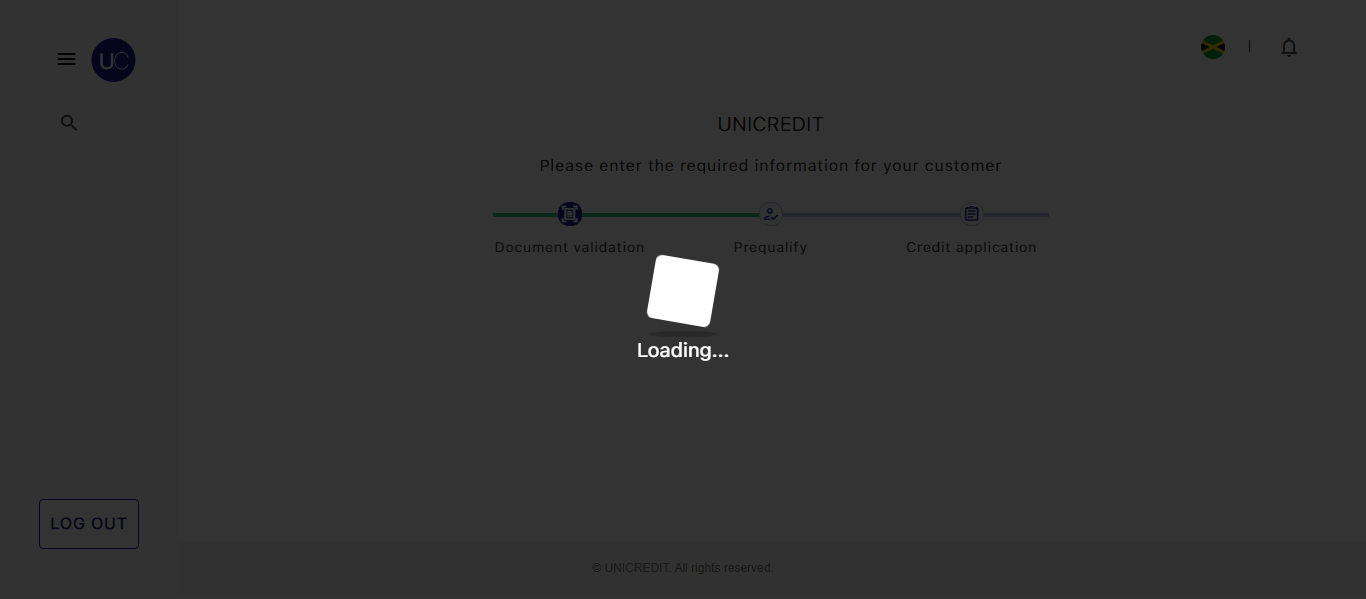 UC
UNICREDIT
Please enter the required information for your customer
Document validation
Prequalify
Credit application
Loading...
LOG OUT
© UNICREDIT. All rights reserved.